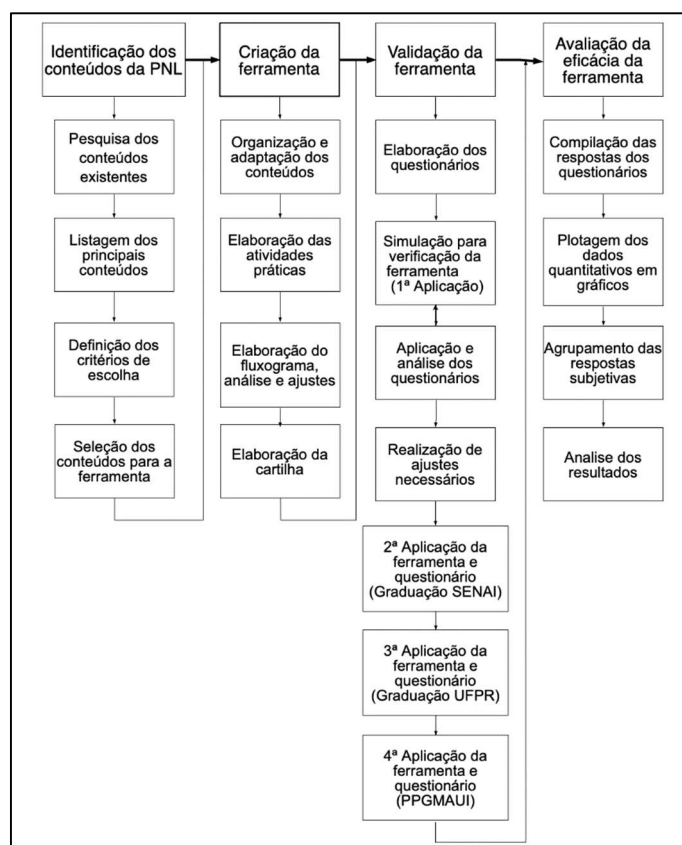 Identificação dos
conteúdos da PNL
Pesquisa dos
conteúdos
existentes
Listagem dos
principais
conteúdos
Definição dos
critérios de
escolha
Seleção dos
conteúdos para a
ferramenta
Criação da
ferramenta
Organização e
adaptação dos
conteúdos
Elaboração das
atividades
práticas
Elaboração do
fluxograma,
análise e ajustes
Elaboração da
cartilha
Validação da
ferramenta
Elaboração dos
questionários
Simulação para
verificação da
ferramenta
(1ª Aplicação)
Aplicação e
análise dos
questionários
Realização de
ajustes
necessários
2ª Aplicação da
ferramenta e
questionário
(Graduação SENAI)
3ª Aplicação da
ferramenta e
questionário
(Graduação UFPR)
4ª Aplicação da
ferramenta e
questionário
(PPGMAUI)
Avaliação da
eficácia da
ferramenta
Compilação das
respostas dos
questionários
Plotagem dos
dados
quantitativos em
gráficos
Agrupamento das
respostas
subjetivas
Analise dos
resultados